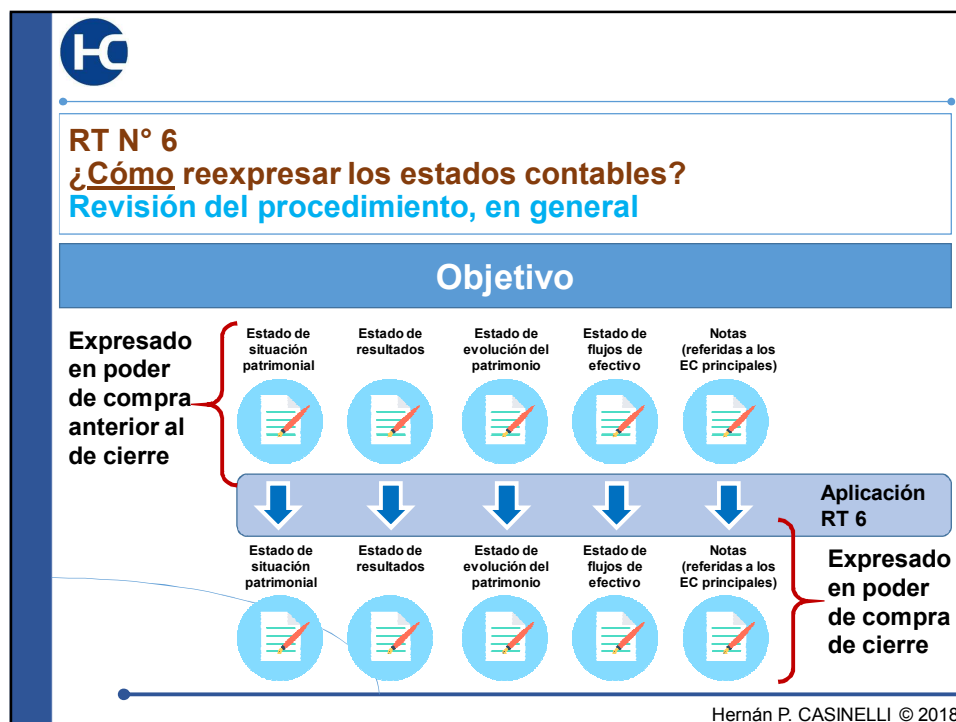 HC
RT N° 6
¿Cómo reexpresar los estados contables?
Revisión del procedimiento, en general
Objetivo
Expresado
en poder
de compra
anterior al
de cierre
Estado de
situación
patrimonial
Estado de
resultados
Estado de
evolución del
patrimonio
Estado de
flujos de
efectivo
Notas
(referidas a los
EC principales)
Aplicación
RT 6
Estado de
situación
patrimonial
Estado de
resultados
Estado de
evolución del
patrimonio
Estado de
flujos de
efectivo
Notas
(referidas a los
EC principales)
Expresado
en poder
de compra
de cierre
Hernán P. CASINELLI © 2018